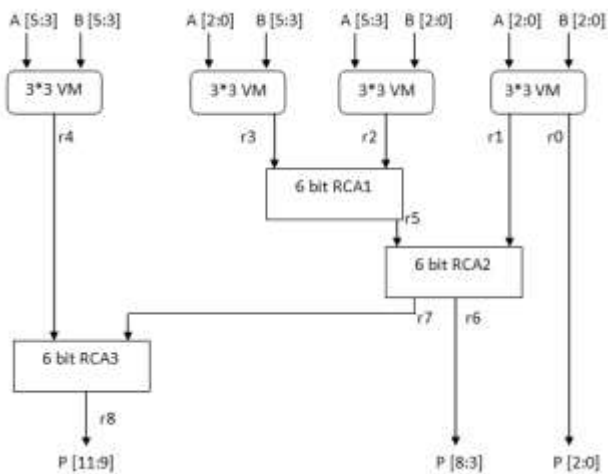 A [5:3] B [5:3] A [2:0] B [5:3] A [5:3] B [2:0] A [2:0] B [2:0]
3*3 VM 3*3 VM 3*3 VM 3*3 VM
r4 r3 r2 r1 r0
6 bit RCA1
r5
6 bit RCA2
r7 r6
6 bit RCA3
r8
P [11:9] P [8:3] P [2:0]